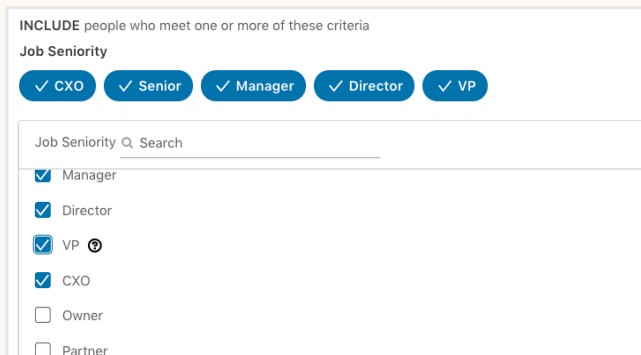 INCLUDE people who meet one or more of these criteria
Job Seniority
CXO Senior Manager Director VP
Job Seniority Search
Manager
Director
VP
CXO
Owner
Partner